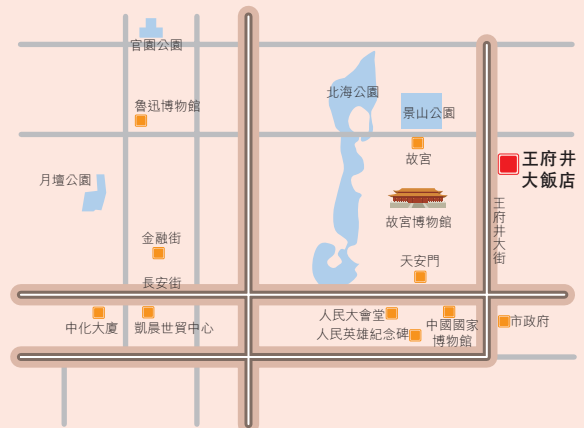 官園公園
北海公園
魯迅博物館
景山公園
故宮
王府井
大飯店
月壇公園
王府井大街
故宮博物館
金融街
天安門
長安街
人民大會堂
中化大廈
凱晨世貿中心
人民英雄紀念碑
中國國家
博物館
市政府